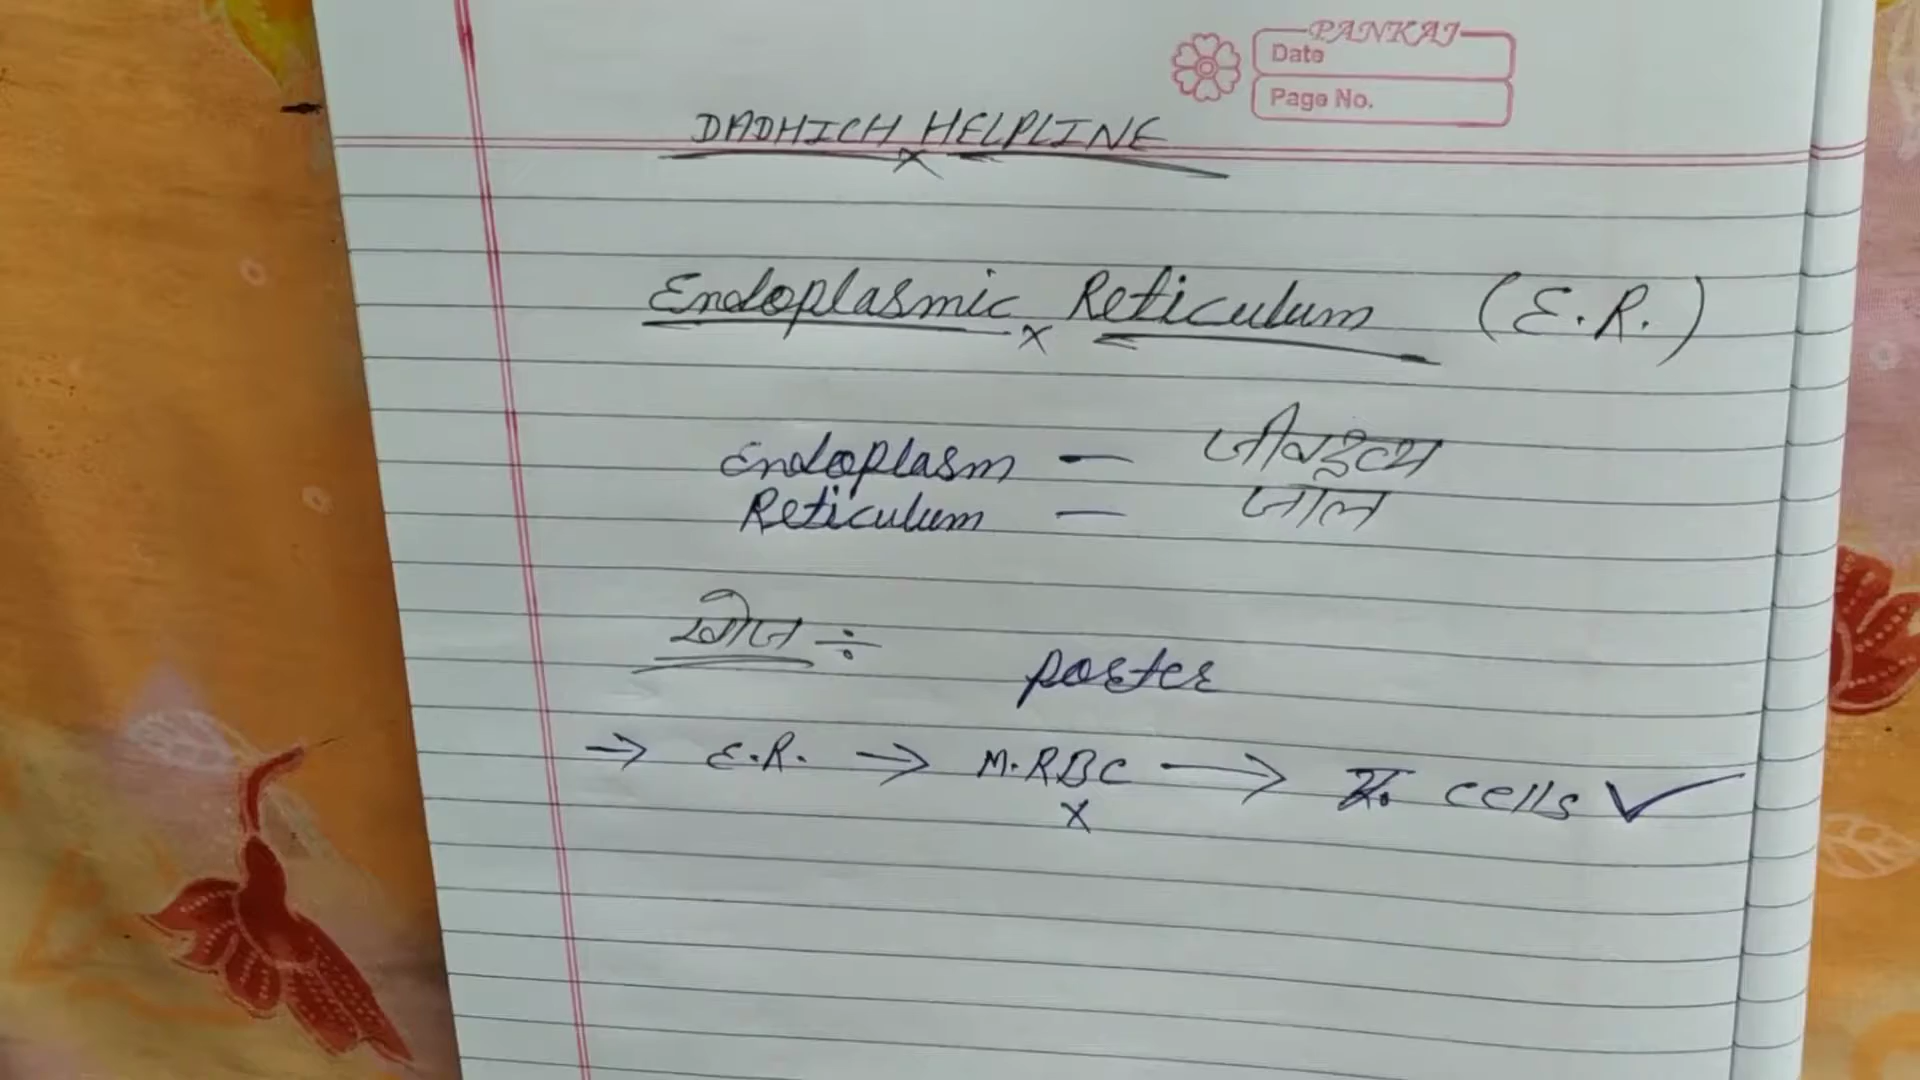 PANKAJ
Date
Page No.
DADHICH HELPLINE
Endoplasmic Reticulum (E.R.)
Endoplasm – जीवद्रव्य
Reticulum – जाल
खोज ÷
porter
→ E.R. → M.RBC → cells ✓
X